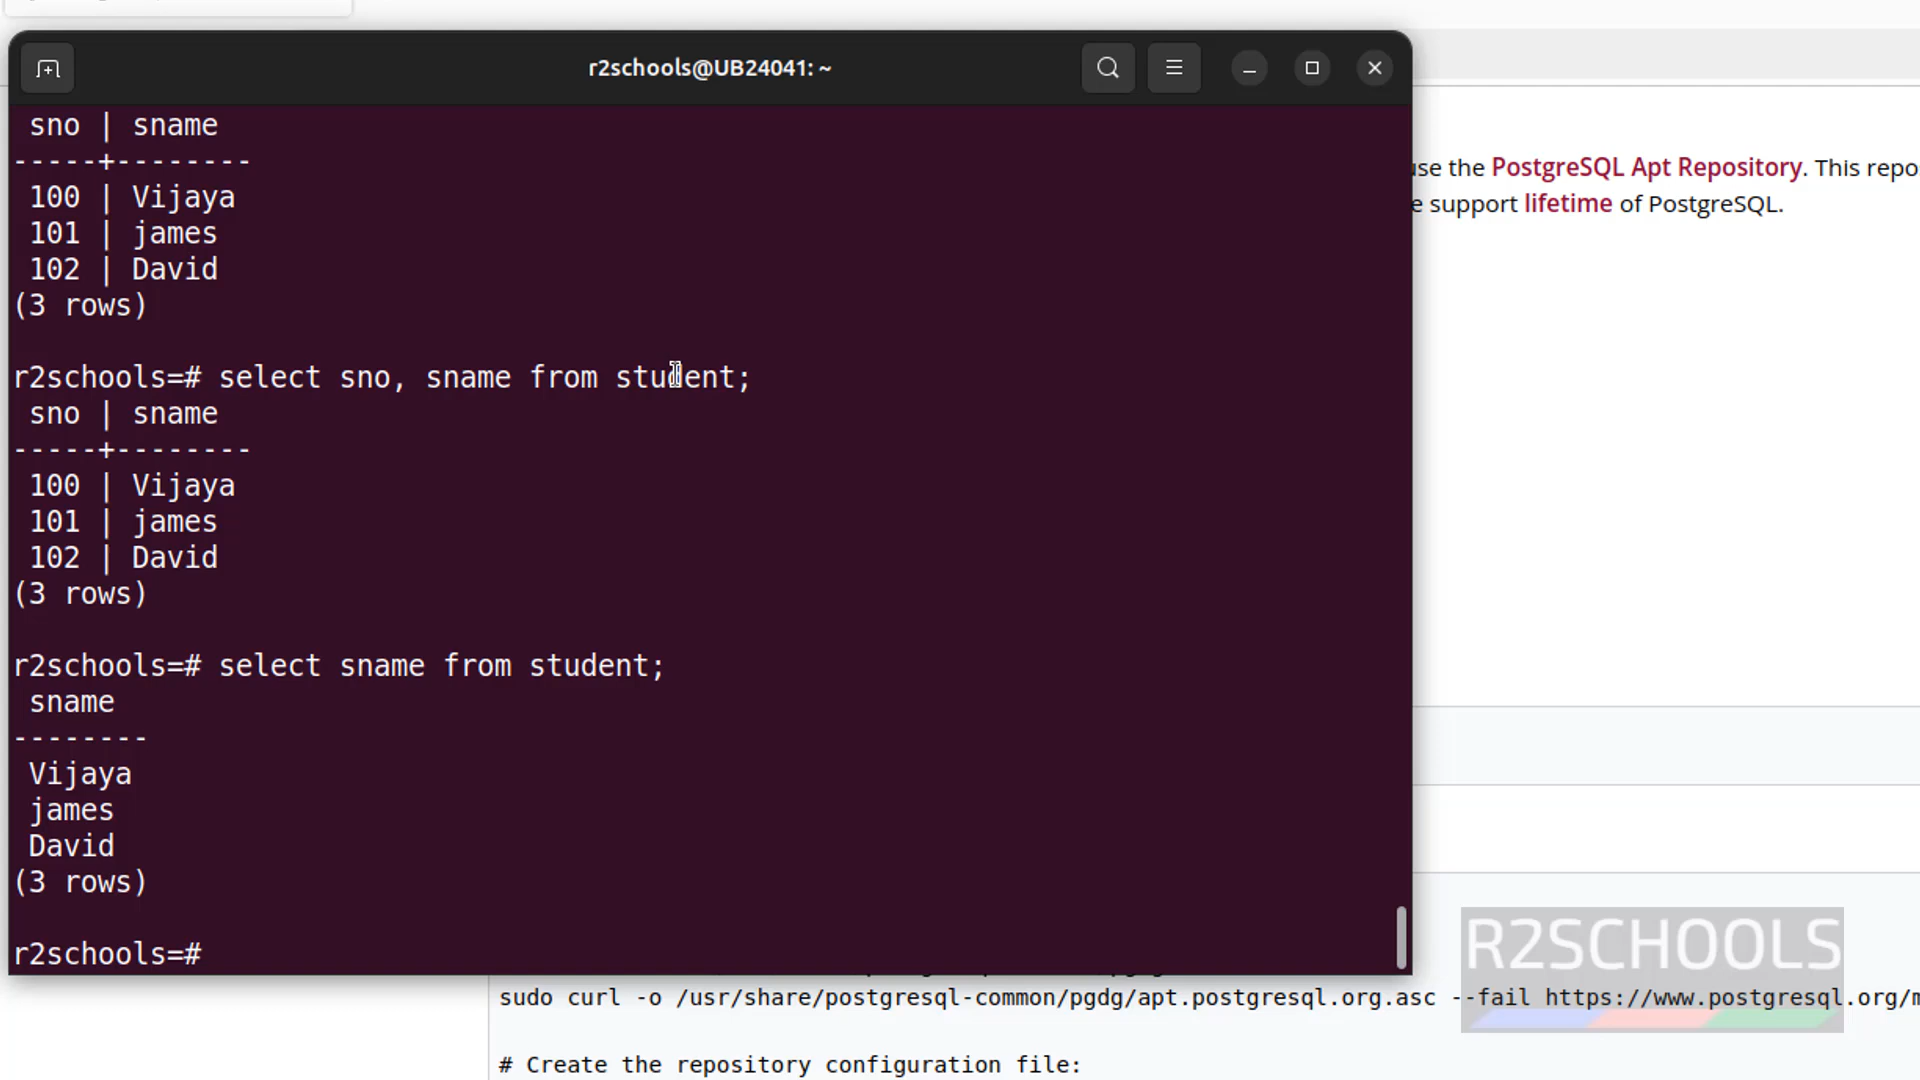 r2schools@UB24041: ~
sno | sname
-----+--------
100 | Vijaya
101 | james
102 | David
(3 rows)
r2schools=# select sno, sname from student;
sno | sname
-----+--------
100 | Vijaya
101 | james
102 | David
(3 rows)
r2schools=# select sname from student;
sname
--------
Vijaya
james
David
(3 rows)
r2schools=#
use the PostgreSQL Apt Repository. This repo
e support lifetime of PostgreSQL.
R2SCHOOLS
sudo curl -o /usr/share/postgresql-common/pgdg/apt.postgresql.org.asc --fail https://www.postgresql.org/m
# Create the repository configuration file: